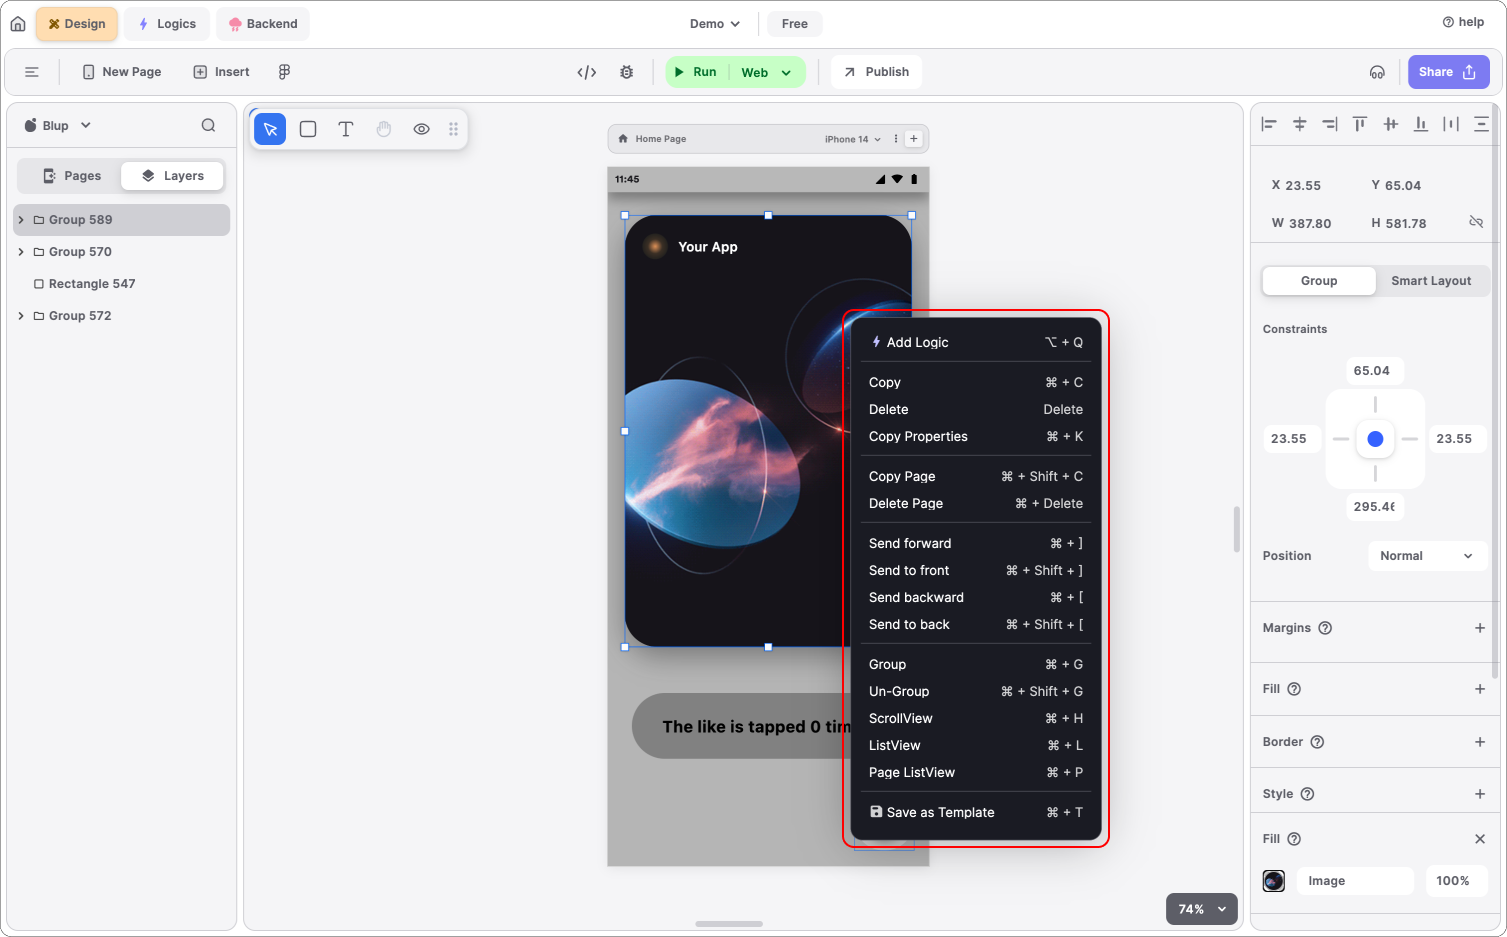 Design
Logics
Backend
Demo
Free
help
New Page
Insert
Run
Web
Publish
Share
Blup
Pages
Layers
Group 589
Group 570
Rectangle 547
Group 572
Home Page
iPhone 14
11:45
Your App
The like is tapped 0 tim
Add Logic ⌥ + Q
Copy ⌘ + C
Delete Delete
Copy Properties ⌘ + K
Copy Page ⌘ + Shift + C
Delete Page ⌘ + Delete
Send forward ⌘ + ]
Send to front ⌘ + Shift + ]
Send backward ⌘ + [
Send to back ⌘ + Shift + [
Group ⌘ + G
Un-Group ⌘ + Shift + G
ScrollView ⌘ + H
ListView ⌘ + L
Page ListView ⌘ + P
Save as Template ⌘ + T
74%
X 23.55 Y 65.04
W 387.80 H 581.78
Group Smart Layout
Constraints
65.04
23.55 23.55
295.46
Position Normal
Margins
Fill
Border
Style
Fill
Image 100%